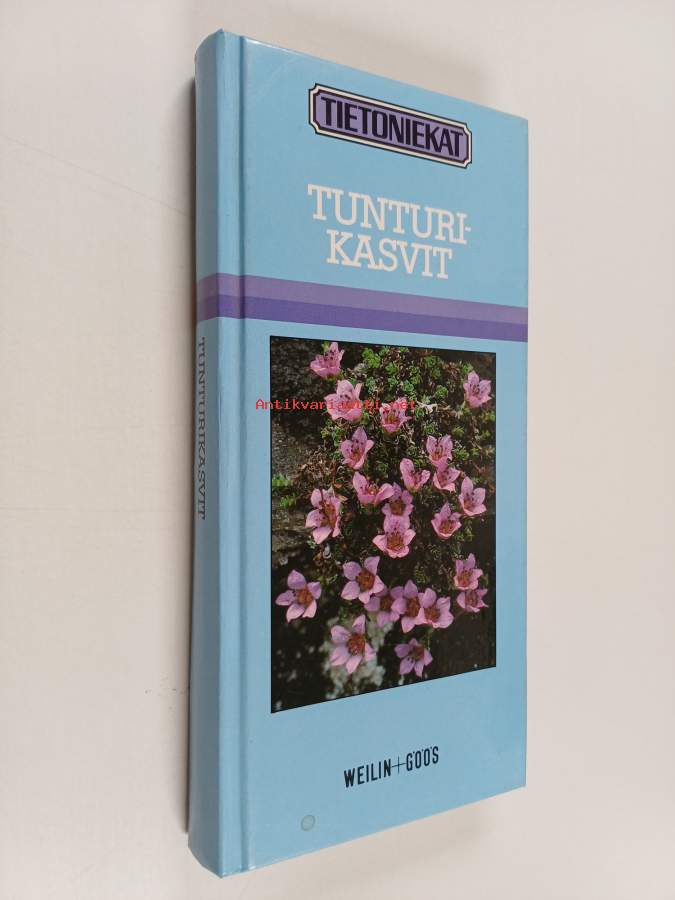 TIETONIEKAT
TUNTURI-
KASVIT
TUNTURIKASVIT
Antikvariaatti.net
WEILIN+GÖÖS